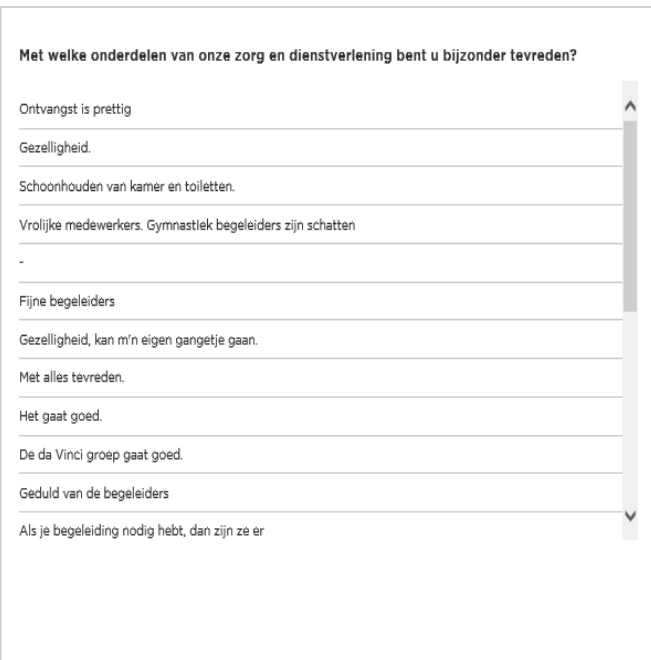 Met welke onderdelen van onze zorg en dienstverlening bent u bijzonder tevreden?
Ontvangst is prettig
Gezelligheid.
Schoonhouden van kamer en toiletten.
Vrolijke medewerkers. Gymnastiek begeleiders zijn schatten
-
Fijne begeleiders
Gezelligheid, kan m'n eigen gangetje gaan.
Met alles tevreden.
Het gaat goed.
De da Vinci groep gaat goed.
Geduld van de begeleiders
Als je begeleiding nodig hebt, dan zijn ze er